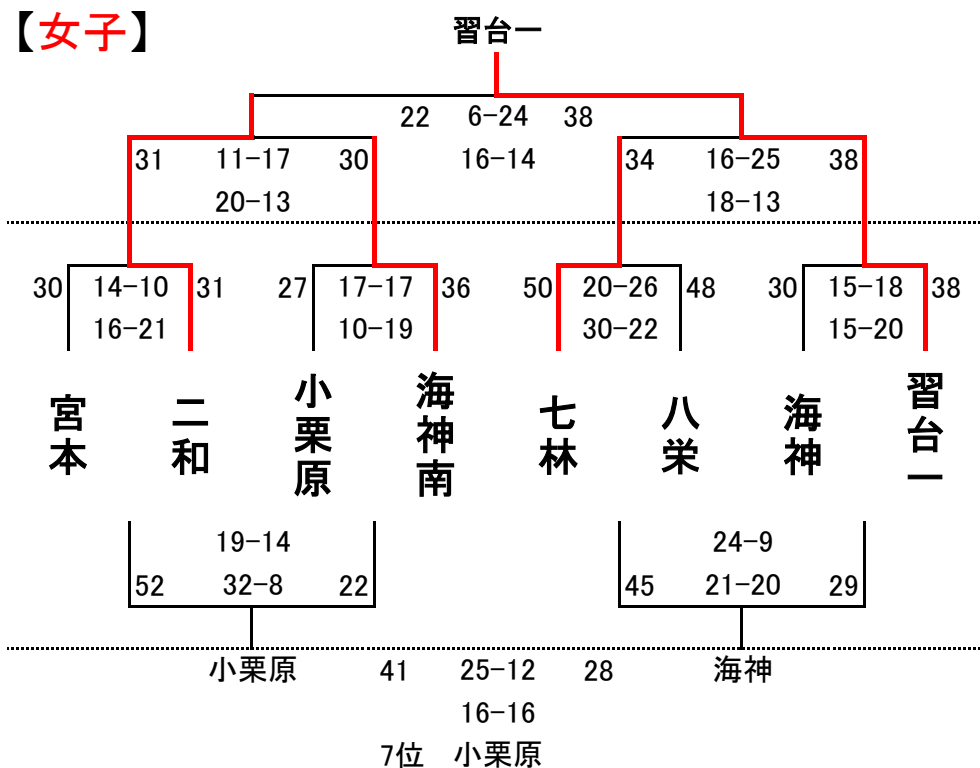 【女子】
習台一
22 6-24 38
16-14
31 11-17 30
20-13
34 16-25 38
18-13
30 14-10 31
16-21
27 17-17 36
10-19
50 20-26 48
30-22
30 15-18 38
15-20
宮本
二和
小栗原
海神南
七林
八栄
海神
習台一
19-14
52 32-8 22
24-9
45 21-20 29
小栗原 41 25-12 28 海神
16-16
7位 小栗原